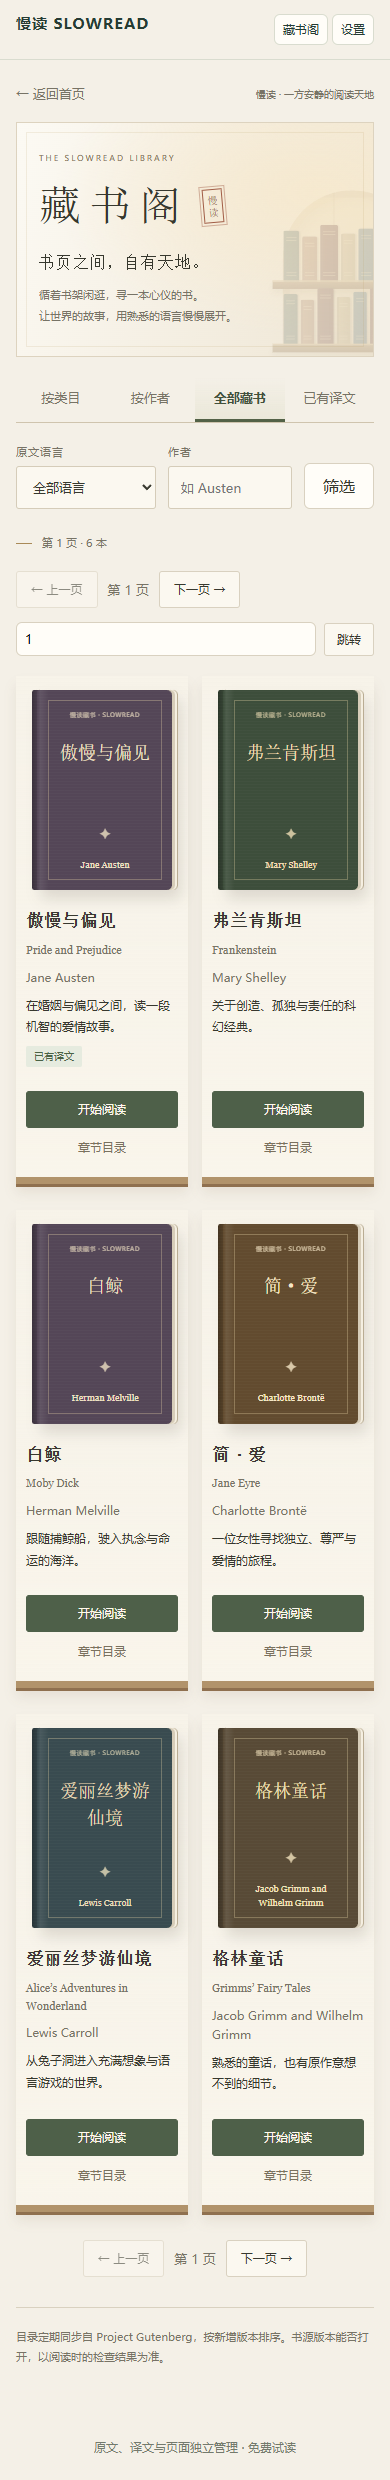 慢读 SLOWREAD
藏书阁
设置
← 返回首页
慢读 · 一方安静的阅读天地
THE SLOWREAD LIBRARY
藏书阁
慢读
书页之间，自有天地。
循着书架闲逛，寻一本心仪的书。
让世界的故事，用熟悉的语言慢慢展开。
按类目
按作者
全部藏书
已有译文
原文语言
作者
全部语言
如 Austen
筛选
第 1 页 · 6 本
← 上一页
第 1 页
下一页 →
1
跳转
慢读藏书 · SLOWREAD
傲慢与偏见
Jane Austen
傲慢与偏见
Pride and Prejudice
Jane Austen
在婚姻与偏见之间，读一段
机智的爱情故事。
已有译文
开始阅读
章节目录
慢读藏书 · SLOWREAD
弗兰肯斯坦
Mary Shelley
弗兰肯斯坦
Frankenstein
Mary Shelley
关于创造、孤独与责任的科
幻经典。
开始阅读
章节目录
慢读藏书 · SLOWREAD
白鲸
Herman Melville
白鲸
Moby Dick
Herman Melville
跟随捕鲸船，驶入执念与命
运的海洋。
开始阅读
章节目录
慢读藏书 · SLOWREAD
简·爱
Charlotte Brontë
简 · 爱
Jane Eyre
Charlotte Brontë
一位女性寻找独立、尊严与
爱情的旅程。
开始阅读
章节目录
慢读藏书 · SLOWREAD
爱丽丝梦游
仙境
Lewis Carroll
爱丽丝梦游仙境
Alice's Adventures in
Wonderland
Lewis Carroll
从兔子洞进入充满想象与语
言游戏的世界。
开始阅读
章节目录
慢读藏书 · SLOWREAD
格林童话
Jacob Grimm and
Wilhelm Grimm
格林童话
Grimms' Fairy Tales
Jacob Grimm and Wilhelm
Grimm
熟悉的童话，也有原作意想
不到的细节。
开始阅读
章节目录
← 上一页
第 1 页
下一页 →
目录定期同步自 Project Gutenberg，按新增版本排序。书源版本能否打
开，以阅读时的检查结果为准。
原文、译文与页面独立管理 · 免费试读